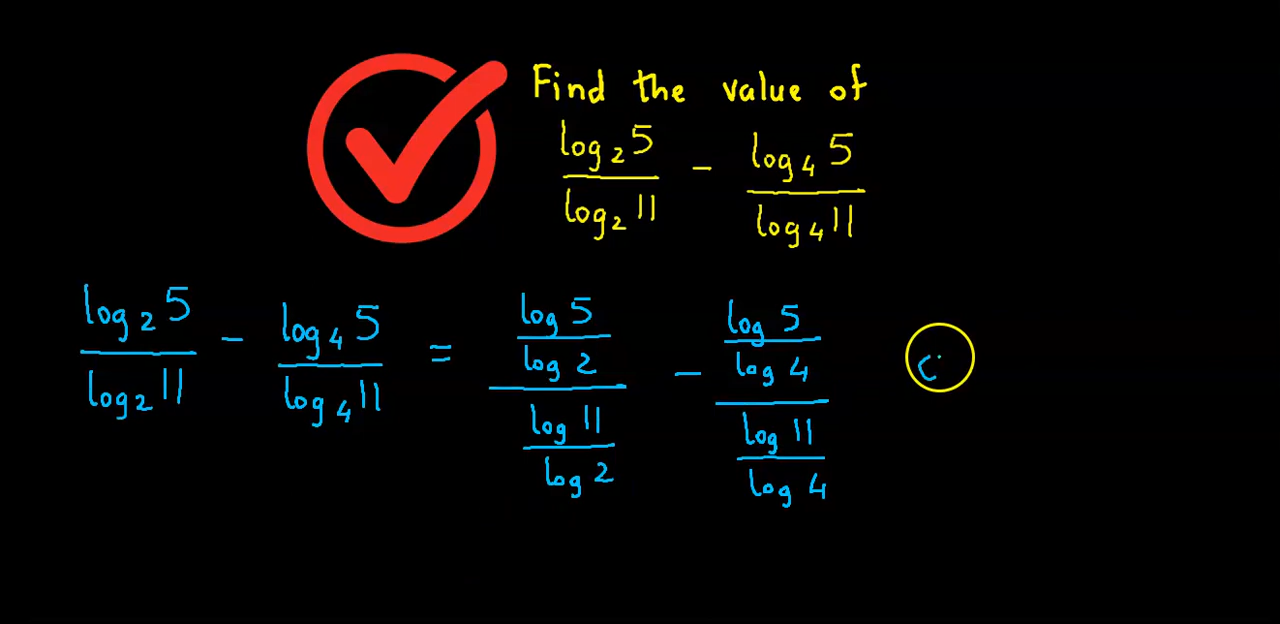 Find the value of
log₂5/log₂11 - log₄5/log₄11
log₂5/log₂11 - log₄5/log₄11 = (log 5/log 2)/(log 11/log 2) - (log 5/log 4)/(log 11/log 4)